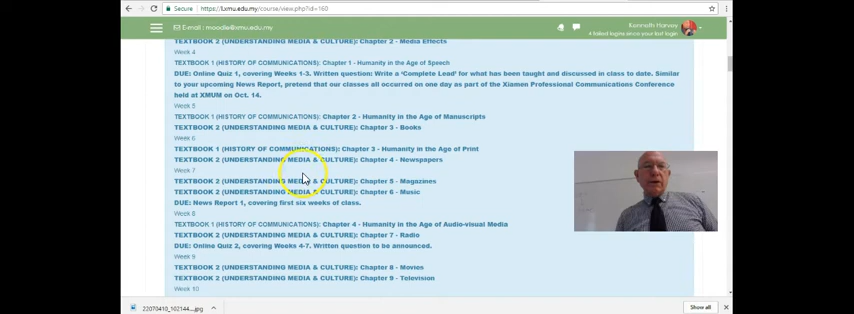 Secure
https://l.xmu.edu.my/course/view.php?id=160
E-mail : moodle@xmu.edu.my
Kenneth Harvey
4 failed logins since your last login
TEXTBOOK 2 (UNDERSTANDING MEDIA & CULTURE): Chapter 2 - Media Effects
Week 4
TEXTBOOK 1 (HISTORY OF COMMUNICATIONS): Chapter 1 - Humanity in the Age of Speech
DUE: Online Quiz 1, covering Weeks 1-3. Written question: Write a 'Complete Lead' for what has been taught and discussed in class to date. Similar
to your upcoming News Report, pretend that our classes all occurred on one day as part of the Xiamen Professional Communications Conference
held at XMUM on Oct. 14.
Week 5
TEXTBOOK 1 (HISTORY OF COMMUNICATIONS): Chapter 2 - Humanity in the Age of Manuscripts
TEXTBOOK 2 (UNDERSTANDING MEDIA & CULTURE): Chapter 3 - Books
Week 6
TEXTBOOK 1 (HISTORY OF COMMUNICATIONS): Chapter 3 - Humanity in the Age of Print
TEXTBOOK 2 (UNDERSTANDING MEDIA & CULTURE): Chapter 4 - Newspapers
Week 7
TEXTBOOK 2 (UNDERSTANDING MEDIA & CULTURE): Chapter 5 - Magazines
TEXTBOOK 2 (UNDERSTANDING MEDIA & CULTURE): Chapter 6 - Music
DUE: News Report 1, covering first six weeks of class.
Week 8
TEXTBOOK 1 (HISTORY OF COMMUNICATIONS): Chapter 4 - Humanity in the Age of Audio-visual Media
TEXTBOOK 2 (UNDERSTANDING MEDIA & CULTURE): Chapter 7 - Radio
DUE: Online Quiz 2, covering Weeks 4-7. Written question to be announced.
Week 9
TEXTBOOK 2 (UNDERSTANDING MEDIA & CULTURE): Chapter 8 - Movies
TEXTBOOK 2 (UNDERSTANDING MEDIA & CULTURE): Chapter 9 - Television
Week 10
22070410_102144....jpg
Show all